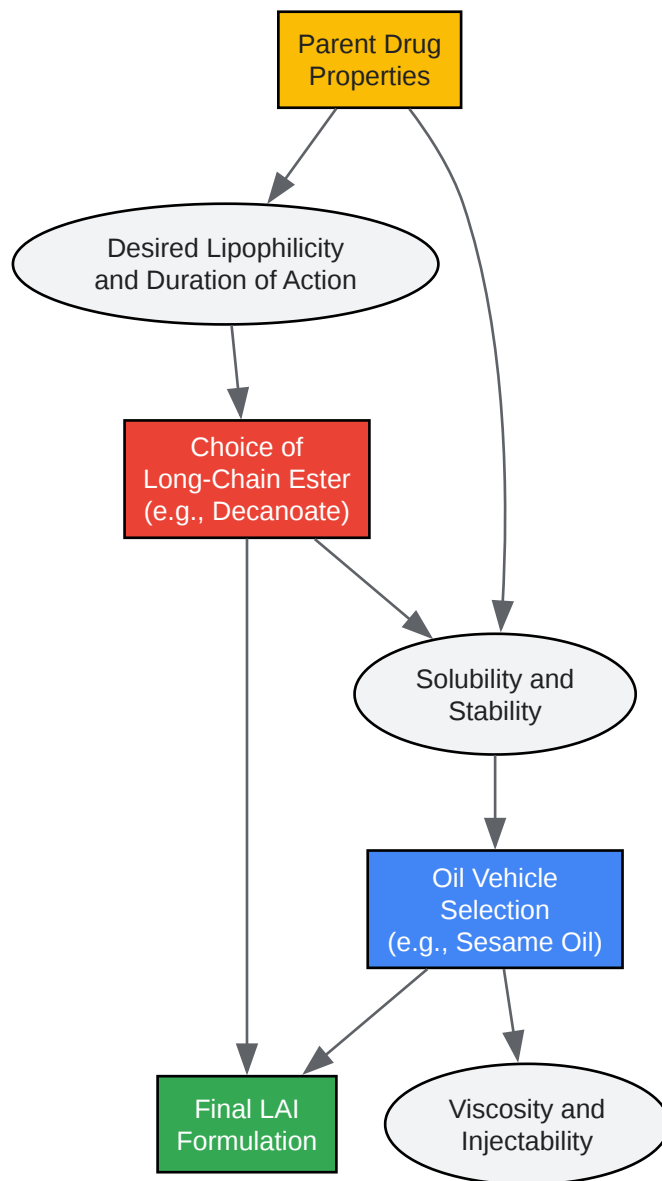 Parent Drug
Properties
Desired Lipophilicity
and Duration of Action
Choice of
Long-Chain Ester
(e.g., Decanoate)
Solubility and
Stability
Oil Vehicle
Selection
(e.g., Sesame Oil)
Final LAI
Formulation
Viscosity and
Injectability